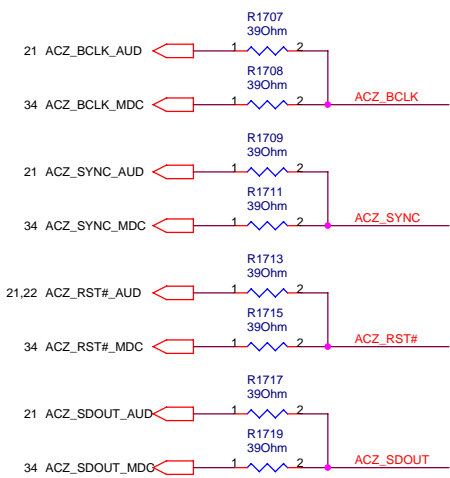 R1707
39Ohm
21 ACZ_BCLK_AUD 1 2
R1708
39Ohm
34 ACZ_BCLK_MDC 1 2 ACZ_BCLK
R1709
39Ohm
21 ACZ_SYNC_AUD 1 2
R1711
39Ohm
34 ACZ_SYNC_MDC 1 2 ACZ_SYNC
R1713
39Ohm
21,22 ACZ_RST#_AUD 1 2
R1715
39Ohm
34 ACZ_RST#_MDC 1 2 ACZ_RST#
R1717
39Ohm
21 ACZ_SDOUT_AUD 1 2
R1719
39Ohm
34 ACZ_SDOUT_MDC 1 2 ACZ_SDOUT